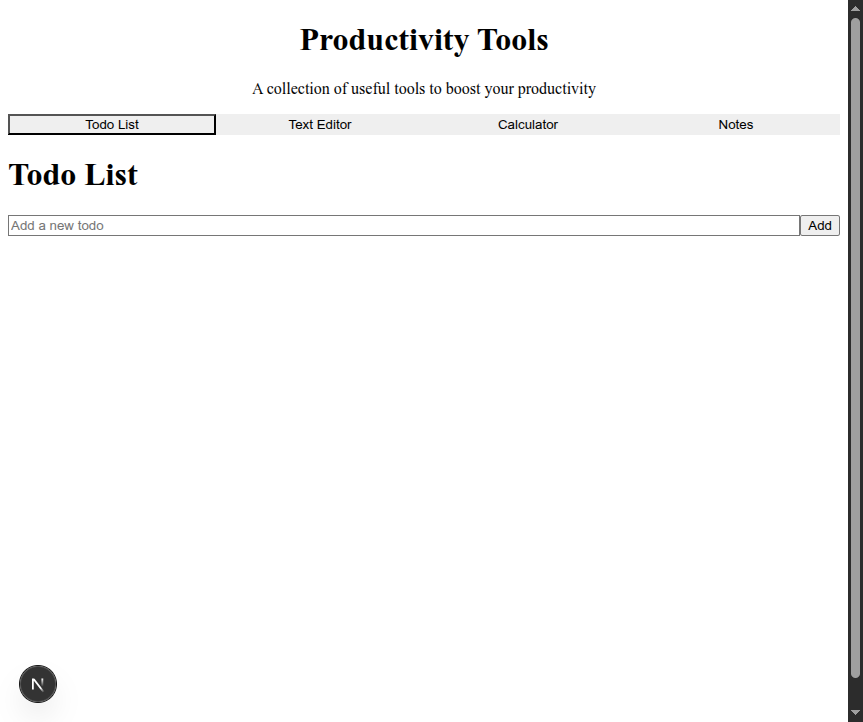 Productivity Tools
A collection of useful tools to boost your productivity
Todo List Text Editor Calculator Notes
Todo List
Add a new todo Add
N